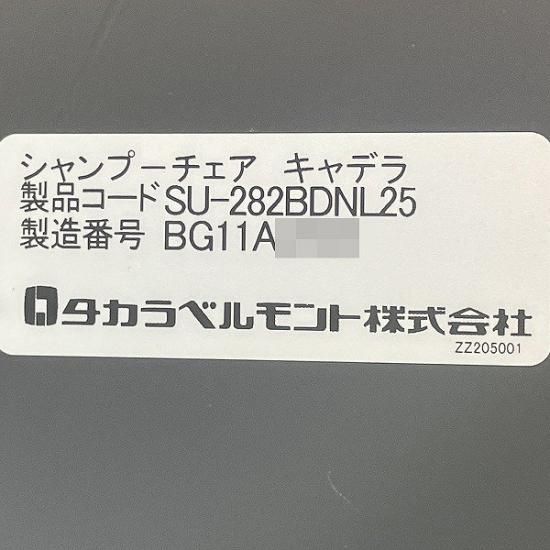 シャンプーチェア キャデラ
製品コード SU-282BDNL25
製造番号 BG11A
タカラベルモント株式会社
ZZ205001